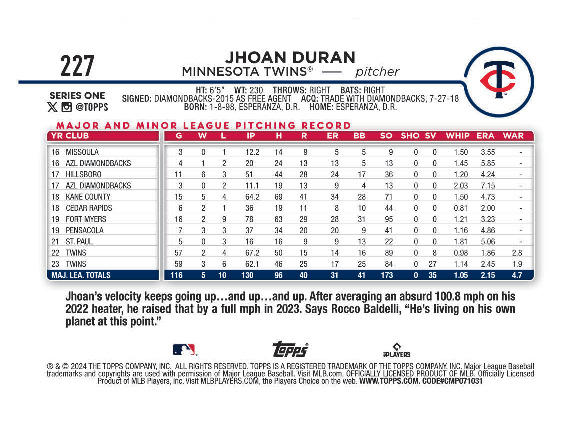 227
JHOAN DURAN
MINNESOTA TWINS® — pitcher
SERIES ONE
@TOPPS
HT: 6'5" WT: 230 THROWS: RIGHT BATS: RIGHT
SIGNED: DIAMONDBACKS-2015 AS FREE AGENT ACQ: TRADE WITH DIAMONDBACKS, 7-27-18
BORN: 1-8-98, ESPERANZA, D.R. HOME: ESPERANZA, D.R.
MAJOR AND MINOR LEAGUE PITCHING RECORD
YR CLUB G W L IP H R ER BB SO SHO SV WHIP ERA WAR
16 MISSOULA 3 0 1 12.2 14 9 5 5 9 0 0 1.50 3.55 -
16 AZL DIAMONDBACKS 4 1 2 20 24 13 13 5 13 0 0 1.45 5.85 -
17 HILLSBORO 11 6 3 51 44 28 24 17 36 0 0 1.20 4.24 -
17 AZL DIAMONDBACKS 3 0 2 11.1 19 13 9 4 13 0 0 2.03 7.15 -
18 KANE COUNTY 15 5 4 64.2 69 41 34 28 71 0 0 1.50 4.73 -
18 CEDAR RAPIDS 6 2 1 36 19 11 8 10 44 0 0 0.81 2.00 -
19 FORT MYERS 16 2 9 78 63 29 28 31 95 0 0 1.21 3.23 -
19 PENSACOLA 7 3 3 37 34 20 20 9 41 0 0 1.16 4.86 -
21 ST. PAUL 5 0 3 16 16 9 9 13 22 0 0 1.81 5.06 -
22 TWINS 57 2 4 67.2 50 15 14 16 89 0 8 0.98 1.86 2.8
23 TWINS 59 3 6 62.1 46 25 17 25 84 0 27 1.14 2.45 1.9
MAJ. LEA. TOTALS 116 5 10 130 96 40 31 41 173 0 35 1.05 2.15 4.7
Jhoan's velocity keeps going up...and up...and up. After averaging an absurd 100.8 mph on his
2022 heater, he raised that by a full mph in 2023. Says Rocco Baldelli, "He's living on his own
planet at this point."
Topps
PLAYERS
® & © 2024 THE TOPPS COMPANY, INC. ALL RIGHTS RESERVED. TOPPS IS A REGISTERED TRADEMARK OF THE TOPPS COMPANY, INC. Major League Baseball
trademarks and copyrights are used with permission of Major League Baseball. Visit MLB.com. OFFICIALLY LICENSED PRODUCT OF MLB. Officially Licensed
Product of MLB Players, Inc. Visit MLBPLAYERS.COM, the Players Choice on the web. WWW.TOPPS.COM. CODE#CMP071031